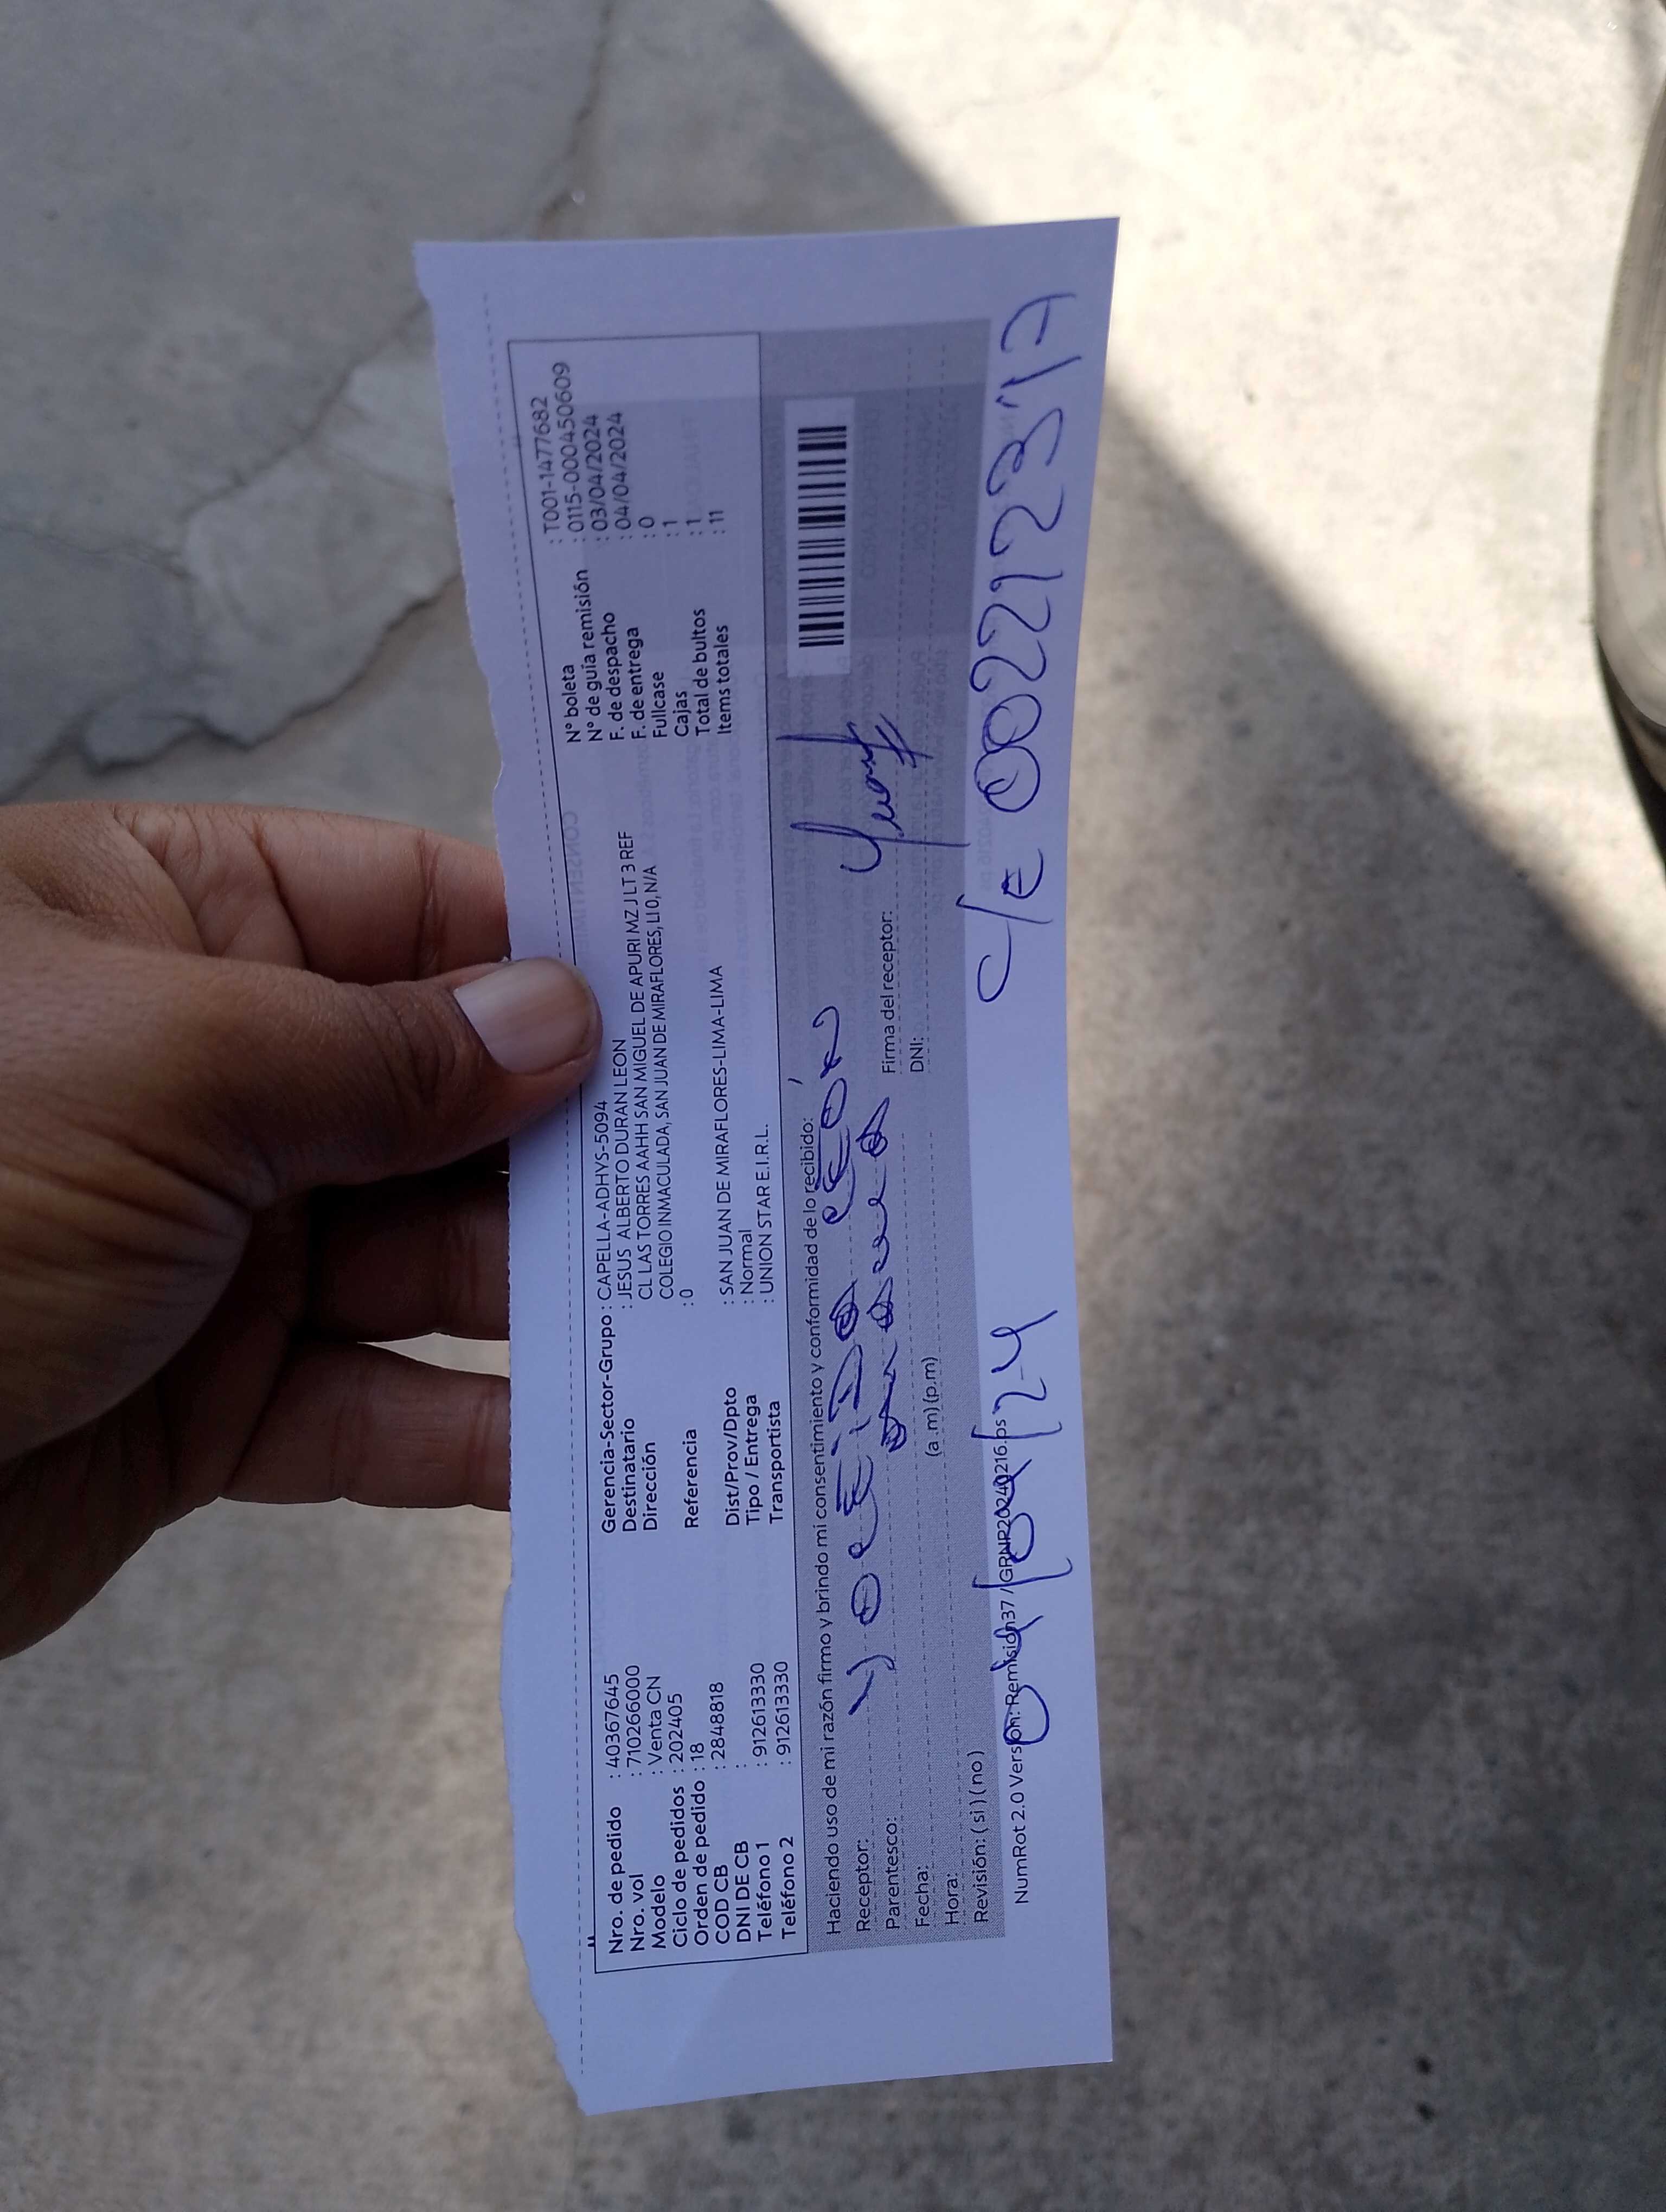 Nro. de pedido : 40367645
Nro. vol : 710266000
Modelo : Venta CN
Ciclo de pedidos : 202405
Orden de pedido : 18
COD CB : 2848818
DNI DE CB :
Teléfono 1 : 912613330
Teléfono 2 : 912613330
Gerencia-Sector-Grupo : CAPELLA-ADHYS-5094
Destinatario : JESUS ALBERTO DURAN LEON
Dirección CL LAS TORRES AAHH SAN MIGUEL DE APURI MZ J LT 3 REF
COLEGIO INMACULADA, SAN JUAN DE MIRAFLORES, LI 0, N/A
Referencia : 0
Dist/Prov/Dpto : SAN JUAN DE MIRAFLORES-LIMA-LIMA
Tipo / Entrega : Normal
Transportista : UNION STAR E.I.R.L.
N° boleta : T001-1477682
N° de guía remisión : 0115-0004450609
F. de despacho : 03/04/2024
F. de entrega : 04/04/2024
Fullcase : 0
Cajas : 1
Total de bultos : 1
Items totales : 11
Haciendo uso de mi razón firmo y brindo mi consentimiento y conformidad de lo recibido:
Receptor:
Parentesco:
Fecha:
Hora: (a .m) (p.m)
Revisión: ( si ) ( no )
Firma del receptor:
DNI:
C/E 002212317
NumRot 2.0 Versión: Remision37 / GRNP20240216.ps
04/04/24